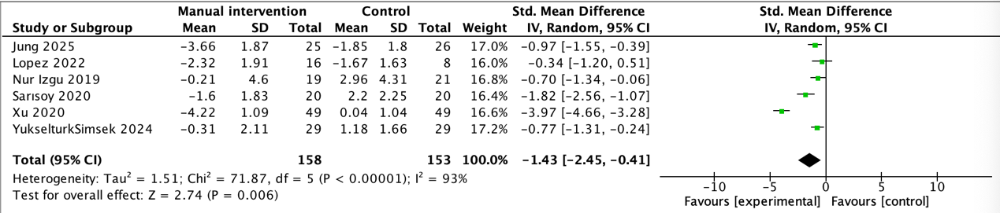 Manual intervention Control Std. Mean Difference Std. Mean Difference
Study or Subgroup Mean SD Total Mean SD Total Weight IV, Random, 95% CI IV, Random, 95% CI
Jung 2025 -3.66 1.87 25 -1.85 1.8 26 17.0% -0.97 [-1.55, -0.39]
Lopez 2022 -2.32 1.91 16 -1.67 1.63 8 16.0% -0.34 [-1.20, 0.51]
Nur Izgu 2019 -0.21 4.6 19 2.96 4.31 21 16.8% -0.70 [-1.34, -0.06]
Sarısoy 2020 -1.6 1.83 20 2.2 2.25 20 16.4% -1.82 [-2.56, -1.07]
Xu 2020 -4.22 1.09 49 0.04 1.04 49 16.6% -3.97 [-4.66, -3.28]
YukselturkSimsek 2024 -0.31 2.11 29 1.18 1.66 29 17.2% -0.77 [-1.31, -0.24]
Total (95% CI) 158 153 100.0% -1.43 [-2.45, -0.41]
Heterogeneity: Tau² = 1.51; Chi² = 71.87, df = 5 (P < 0.00001); I² = 93%
Test for overall effect: Z = 2.74 (P = 0.006)
-10 -5 0 5 10
Favours [experimental] Favours [control]